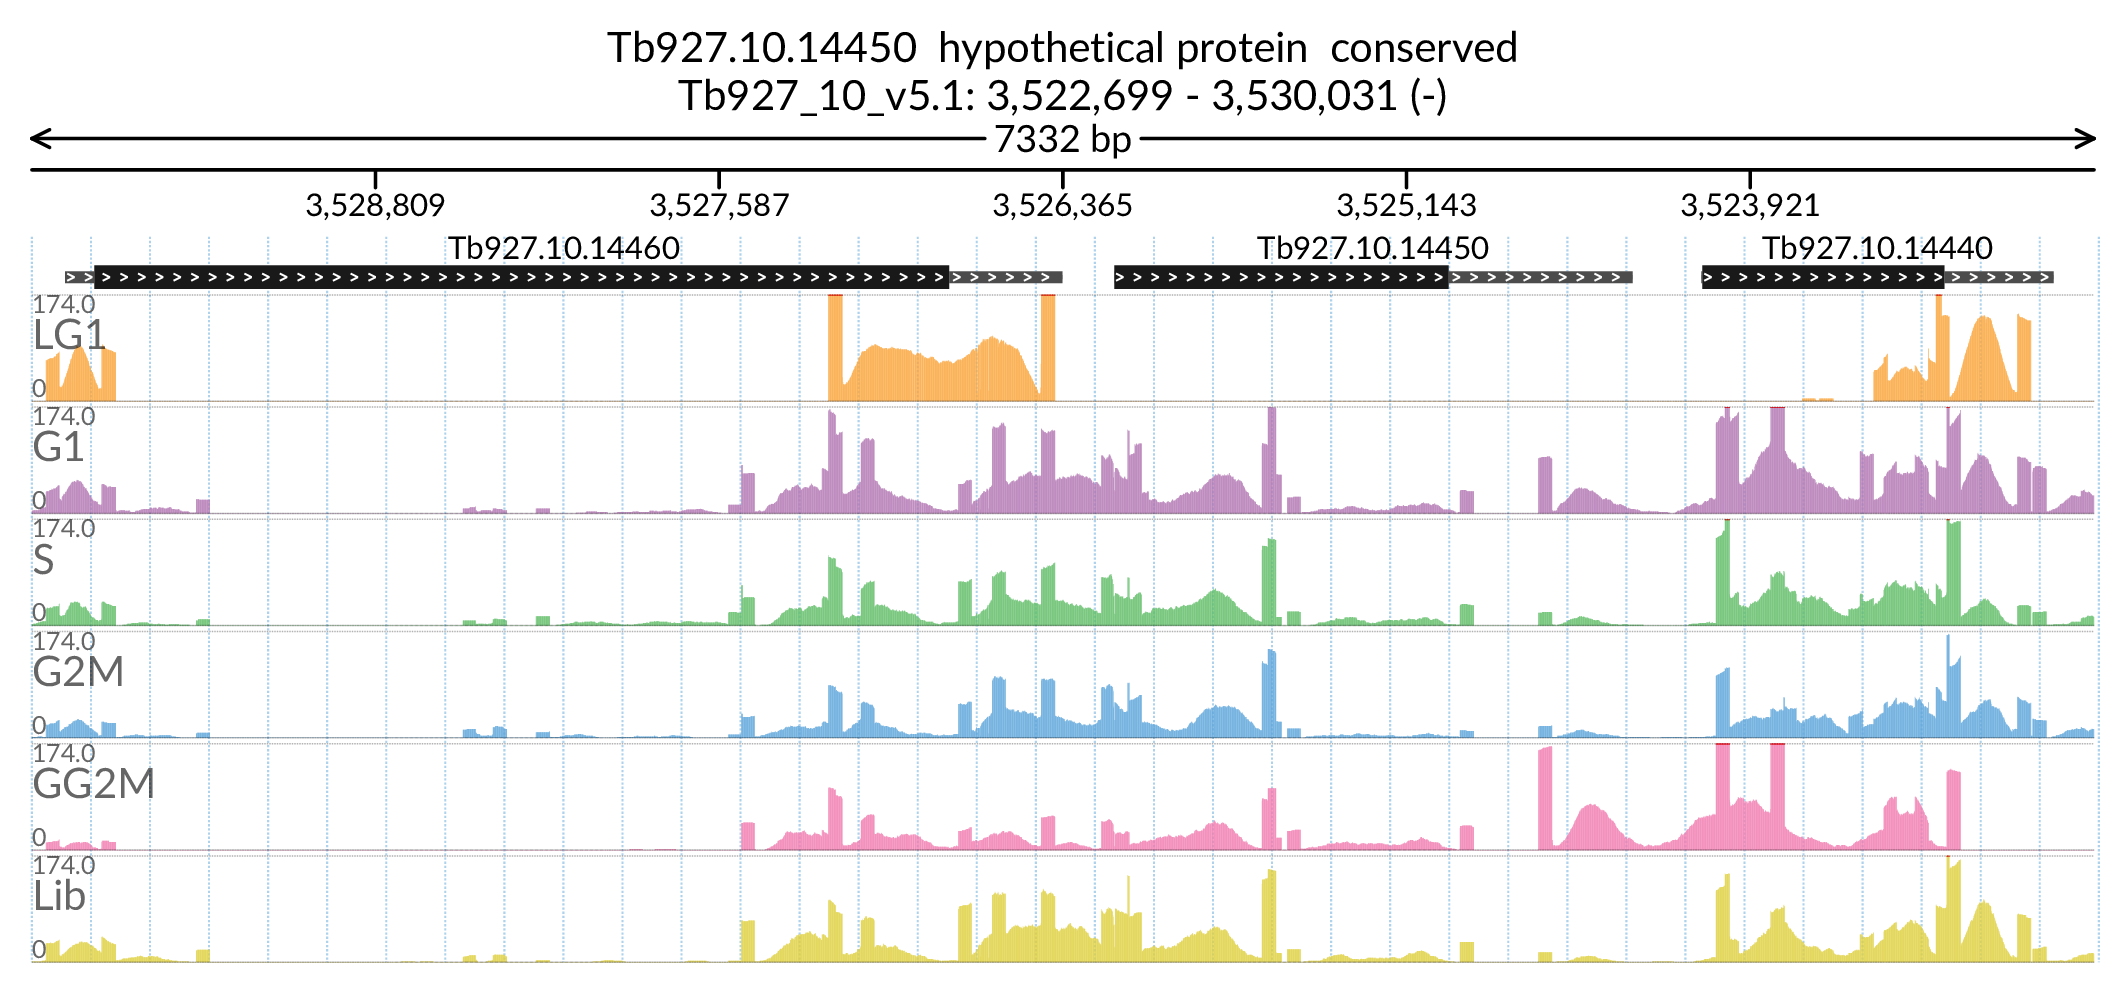 Tb927.10.14450 hypothetical protein conserved
Tb927_10_v5.1: 3,522,699 - 3,530,031 (-)
7332 bp
3,528,809 3,527,587 3,526,365 3,525,143 3,523,921
Tb927.10.14460 Tb927.10.14450 Tb927.10.14440
174.0
LG1
0
174.0
G1
0
174.0
S
0
174.0
G2M
0
174.0
GG2M
0
174.0
Lib
0